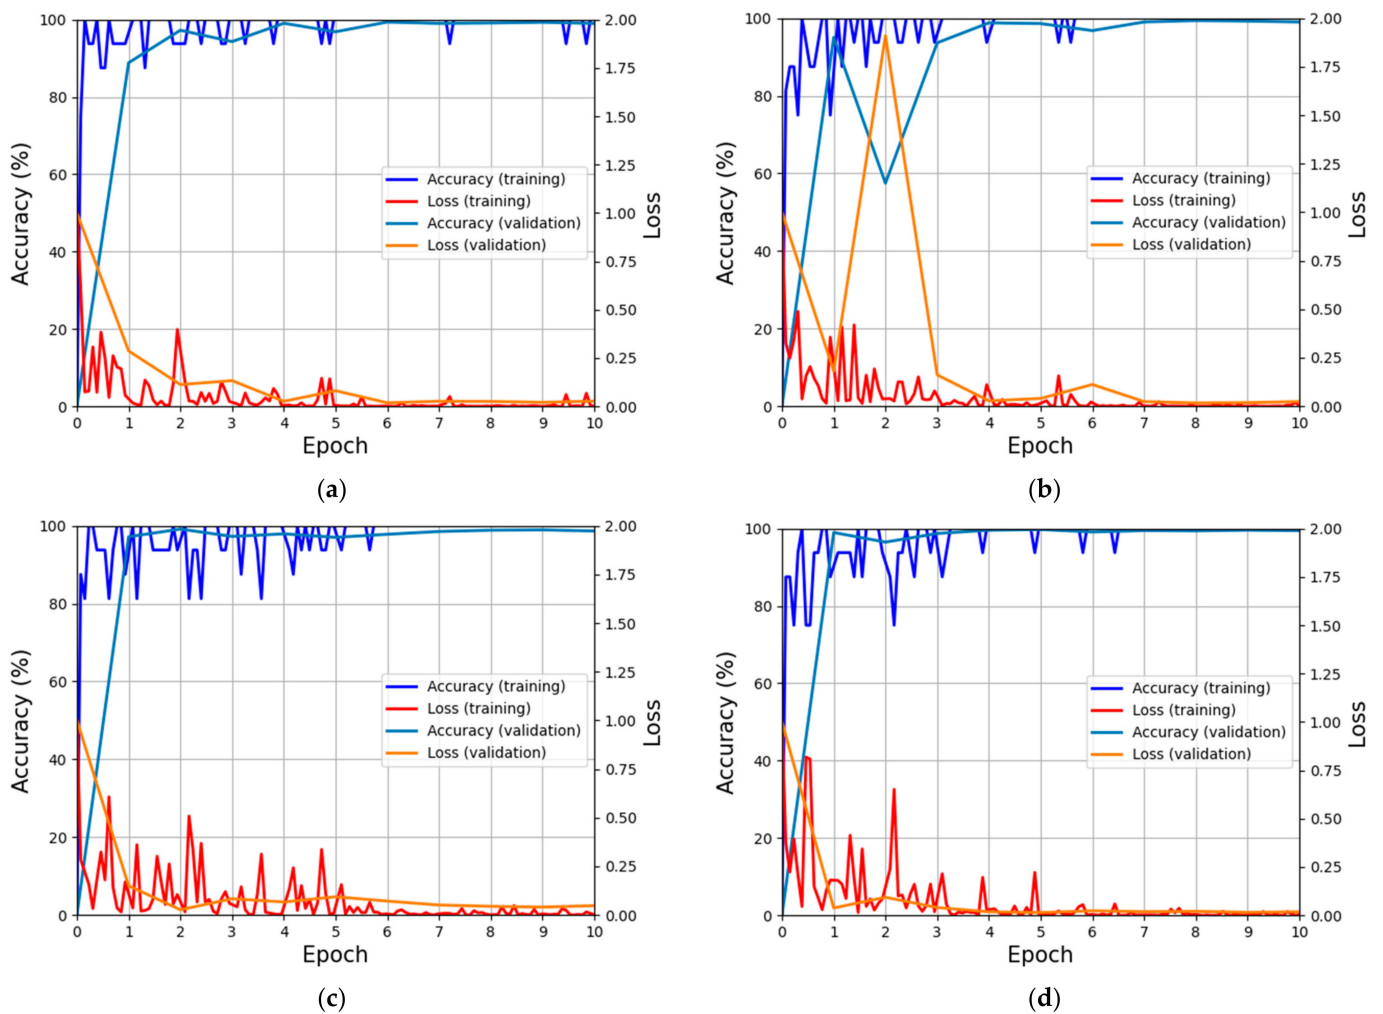 100
80
60
40
20
0
Accuracy (%)
2.00
1.75
1.50
1.25
1.00
0.75
0.50
0.25
0.00
Loss
Accuracy (training)
Loss (training)
Accuracy (validation)
Loss (validation)
0 1 2 3 4 5 6 7 8 9 10
Epoch
(a)
100
80
60
40
20
0
Accuracy (%)
2.00
1.75
1.50
1.25
1.00
0.75
0.50
0.25
0.00
Loss
Accuracy (training)
Loss (training)
Accuracy (validation)
Loss (validation)
0 1 2 3 4 5 6 7 8 9 10
Epoch
(b)
100
80
60
40
20
0
Accuracy (%)
2.00
1.75
1.50
1.25
1.00
0.75
0.50
0.25
0.00
Loss
Accuracy (training)
Loss (training)
Accuracy (validation)
Loss (validation)
0 1 2 3 4 5 6 7 8 9 10
Epoch
(c)
100
80
60
40
20
0
Accuracy (%)
2.00
1.75
1.50
1.25
1.00
0.75
0.50
0.25
0.00
Loss
Accuracy (training)
Loss (training)
Accuracy (validation)
Loss (validation)
0 1 2 3 4 5 6 7 8 9 10
Epoch
(d)